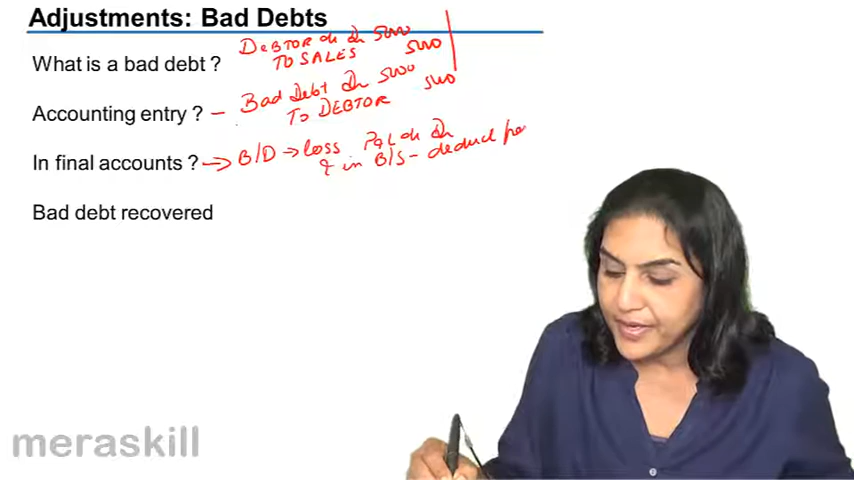 Adjustments: Bad Debts
What is a bad debt ?
DEBTOR a/c Dr 5000
TO SALES 5000
Accounting entry ? – Bad Debt Dr 5000
TO DEBTOR 5000
In final accounts ? → B/D → loss P&L a/c Dr
& in B/S - deduct
Bad debt recovered
meraskill